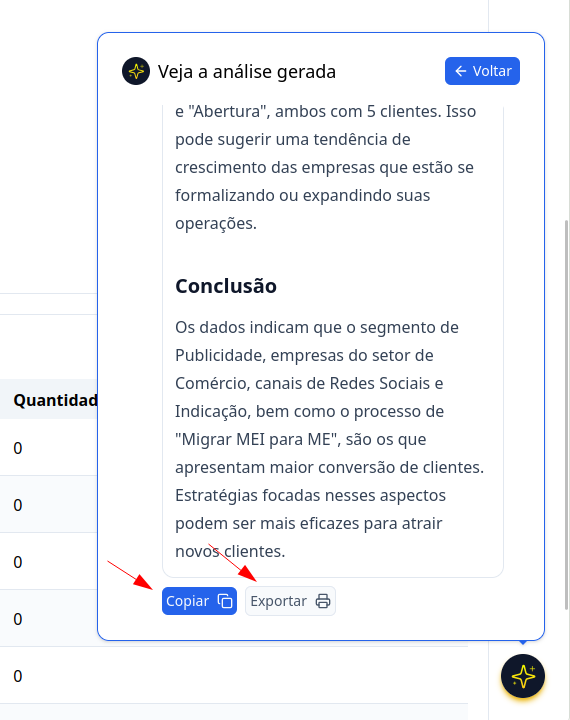 Veja a análise gerada
Voltar
e "Abertura", ambos com 5 clientes. Isso
pode sugerir uma tendência de
crescimento das empresas que estão se
formalizando ou expandindo suas
operações.
Conclusão
Os dados indicam que o segmento de
Publicidade, empresas do setor de
Comércio, canais de Redes Sociais e
Indicação, bem como o processo de
"Migrar MEI para ME", são os que
apresentam maior conversão de clientes.
Estratégias focadas nesses aspectos
podem ser mais eficazes para atrair
novos clientes.
Copiar
Exportar
Quantidad
0
0
0
0
0